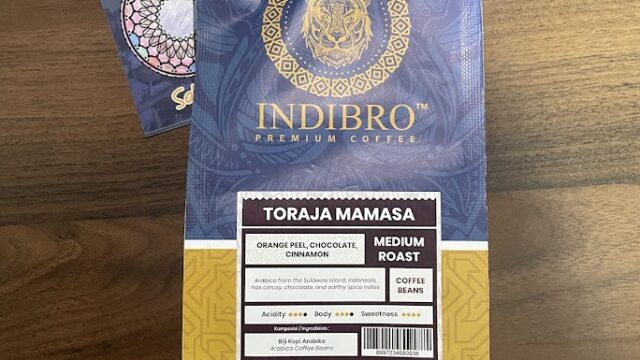 INDIBRO™
PREMIUM COFFEE
TORAJA MAMASA
ORANGE PEEL, CHOCOLATE,
CINNAMON
MEDIUM
ROAST
Arabica from the Sulawesi Island, Indonesia,
has citrusy, chocolate, and earthy spice notes
COFFEE
BEANS
Acidity
Body
Sweetness
Komposisi / Ingredients :
Biji Kopi Arabika
Arabica Coffee Beans